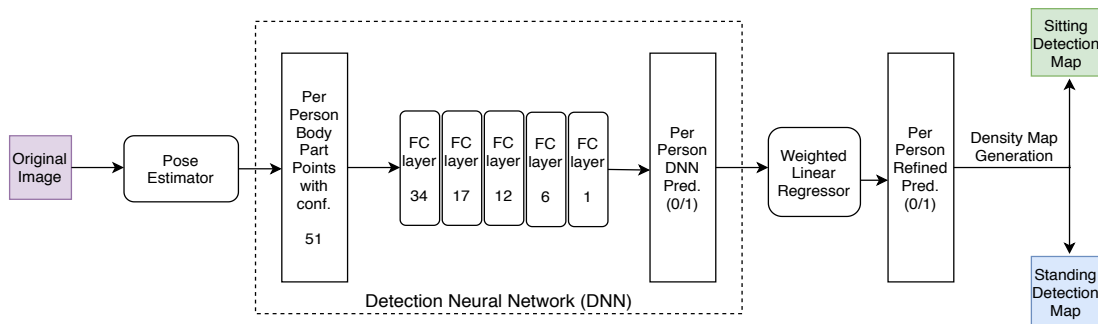 Original
Image
Pose
Estimator
Per
Person
Body
Part
Points
with
conf.
51
FC
layer
34
FC
layer
17
FC
layer
12
FC
layer
6
FC
layer
1
Per
Person
DNN
Pred.
(0/1)
Detection Neural Network (DNN)
Weighted
Linear
Regressor
Per
Person
Refined
Pred.
(0/1)
Density Map
Generation
Sitting
Detection
Map
Standing
Detection
Map